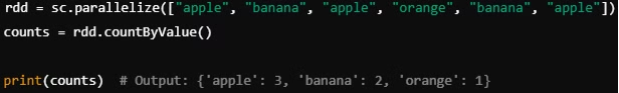 rdd = sc.parallelize(["apple", "banana", "apple", "orange", "banana", "apple"])
counts = rdd.countByValue()
print(counts)  # Output: {'apple': 3, 'banana': 2, 'orange': 1}